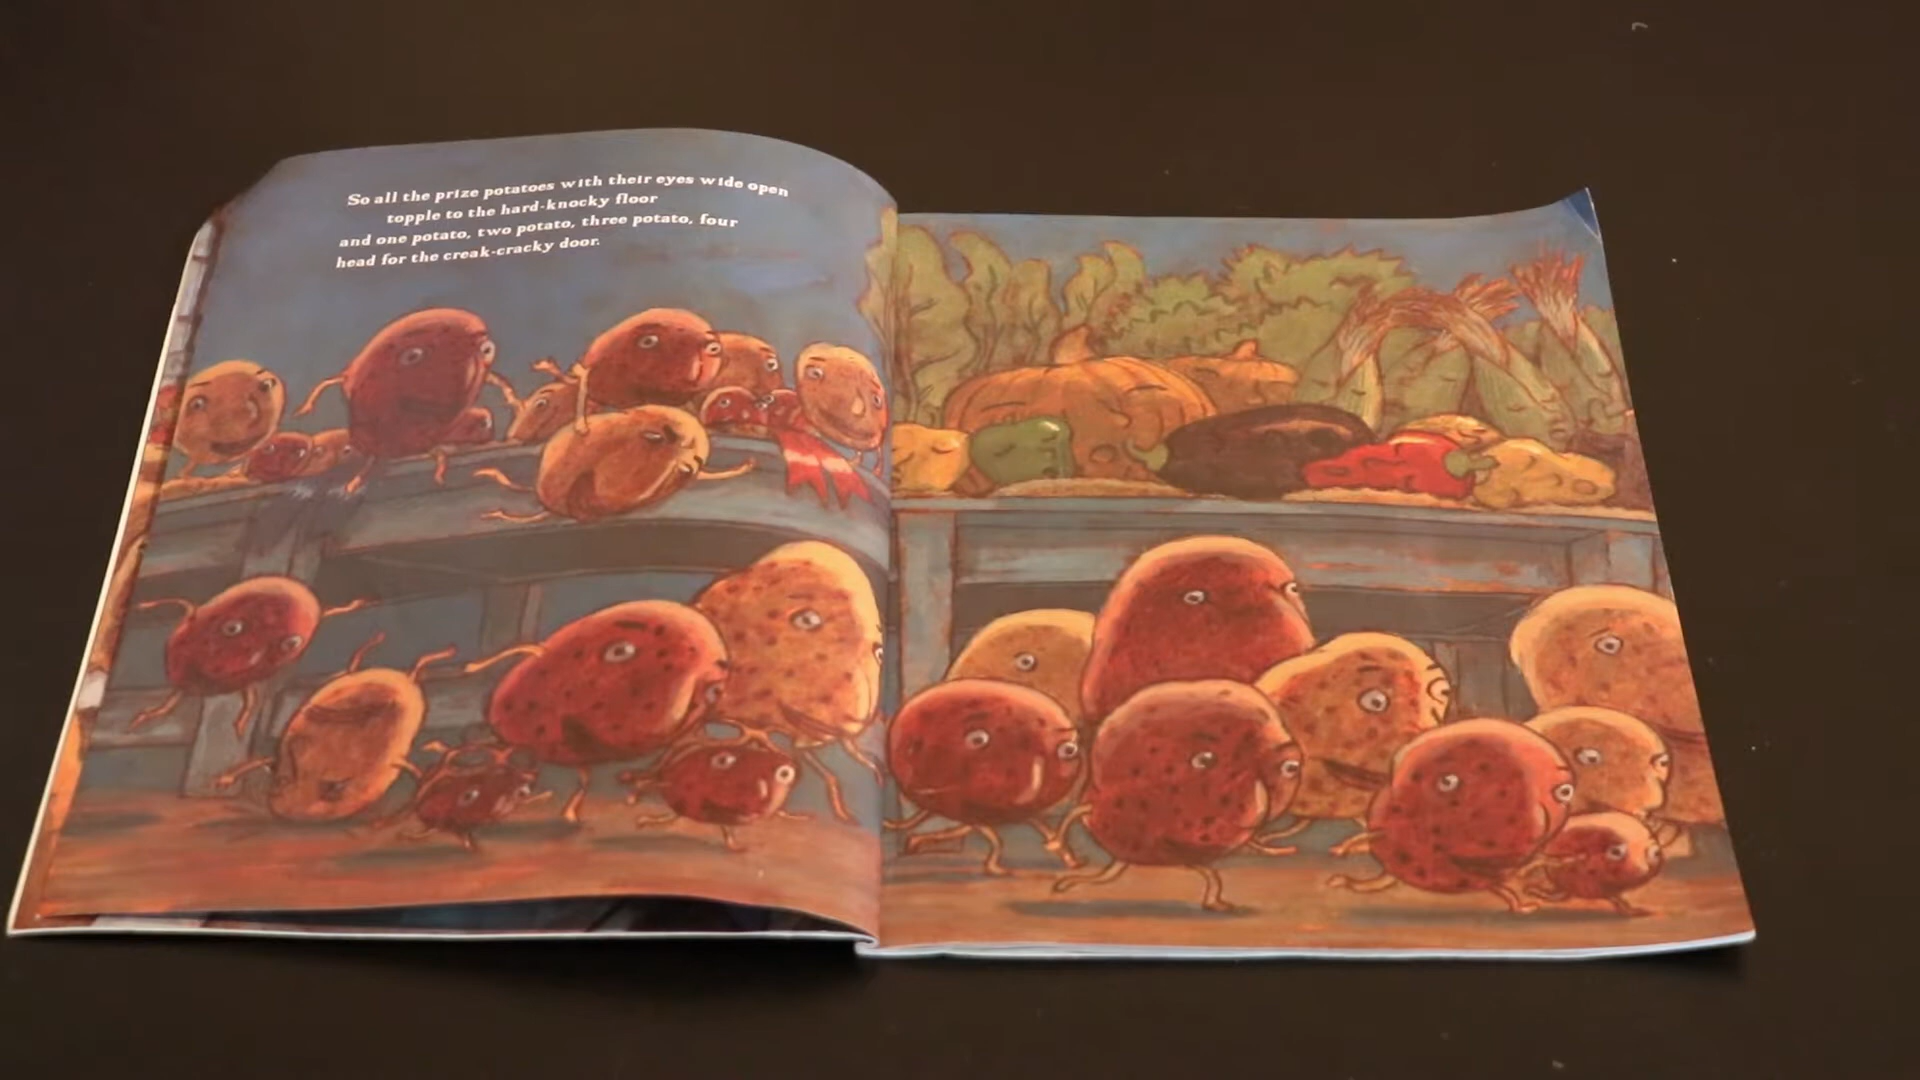 So all the prize potatoes with their eyes wide open
topple to the hard-knocky floor
and one potato, two potato, three potato, four
head for the creak-cracky door.